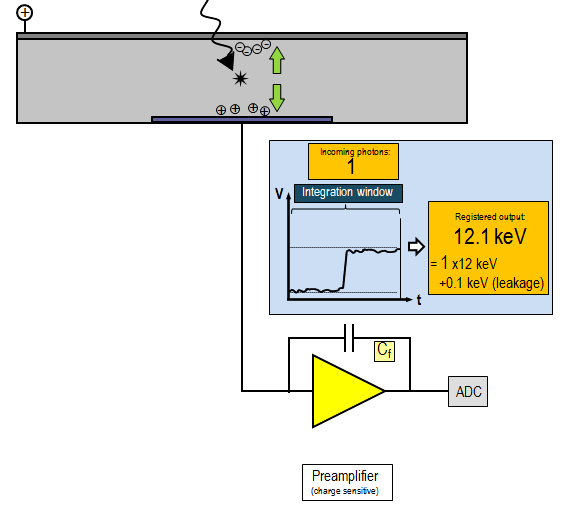 Incoming photons:
1
Integration window
V
t
Registered output:
12.1 keV
= 1 x12 keV
+0.1 keV (leakage)
Cf
ADC
Preamplifier
(charge sensitive)